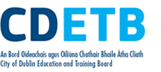 CDETB
An Bord Oideachais agus Oiliúna Chathair Bhaile Átha Cliath
City of Dublin Education and Training Board